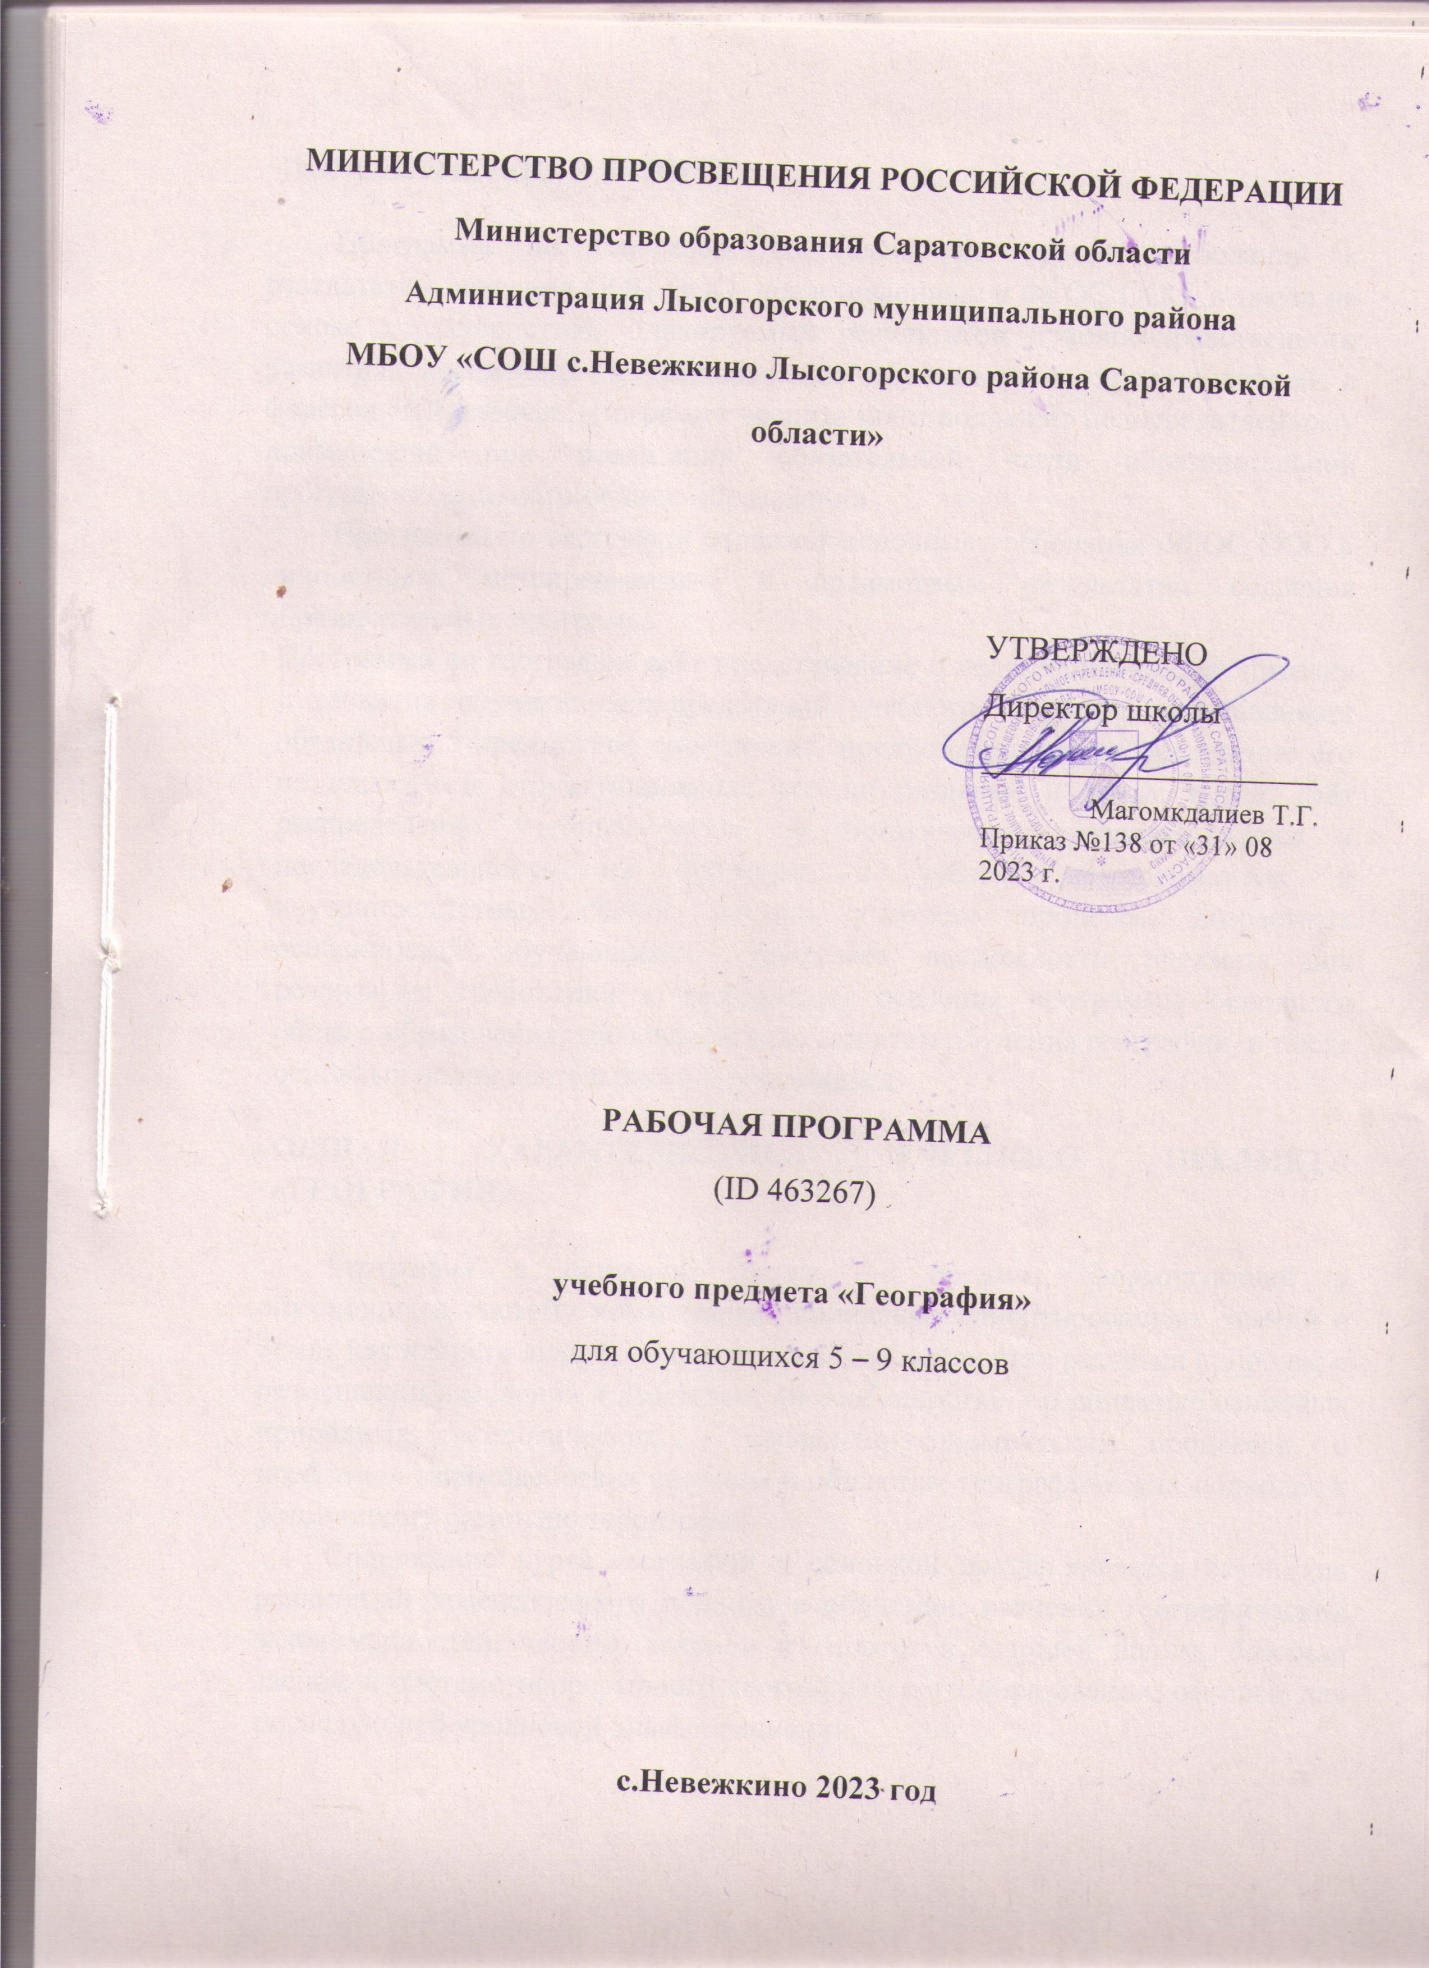 МИНИСТЕРСТВО ПРОСВЕЩЕНИЯ РОССИЙСКОЙ ФЕДЕРАЦИИ
Министерство образования Саратовской области
Администрация Лысогорского муниципального района
МБОУ «СОШ с.Невежкино Лысогорского района Саратовской
области»
УТВЕРЖДЕНО
Директор школы
Магомкдалиев Т.Г.
Приказ №138 от «31» 08
2023 г.
РАБОЧАЯ ПРОГРАММА
(ID 463267)
учебного предмета «География»
для обучающихся 5 – 9 классов
с.Невежкино 2023 год